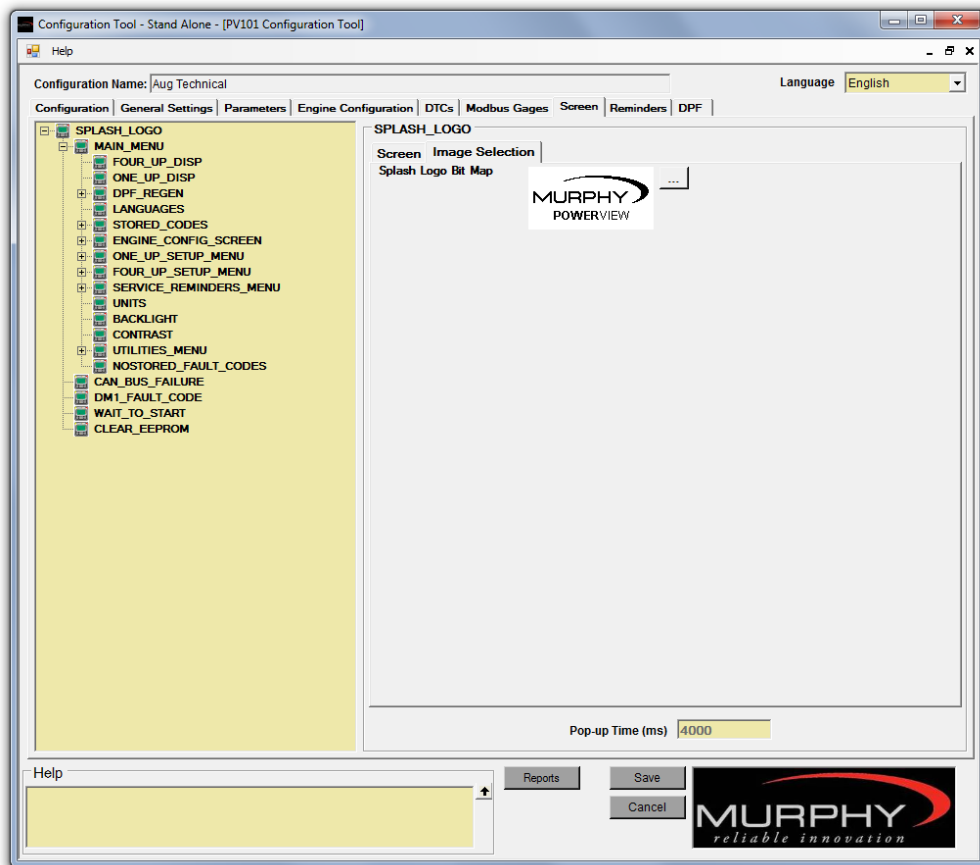 Configuration Tool - Stand Alone - [PV101 Configuration Tool]
Help
Configuration Name: Aug Technical
Language English
Configuration General Settings Parameters Engine Configuration DTCs Modbus Gages Screen Reminders DPF
SPLASH_LOGO
MAIN_MENU
FOUR_UP_DISP
ONE_UP_DISP
DPF_REGEN
LANGUAGES
STORED_CODES
ENGINE_CONFIG_SCREEN
ONE_UP_SETUP_MENU
FOUR_UP_SETUP_MENU
SERVICE_REMINDERS_MENU
UNITS
BACKLIGHT
CONTRAST
UTILITIES_MENU
NOSTORED_FAULT_CODES
CAN_BUS_FAILURE
DM1_FAULT_CODE
WAIT_TO_START
CLEAR_EEPROM
SPLASH_LOGO
Screen Image Selection
Splash Logo Bit Map
MURPHY
POWERVIEW
...
Pop-up Time (ms) 4000
Help
Reports
Save
Cancel
MURPHY
reliable innovation